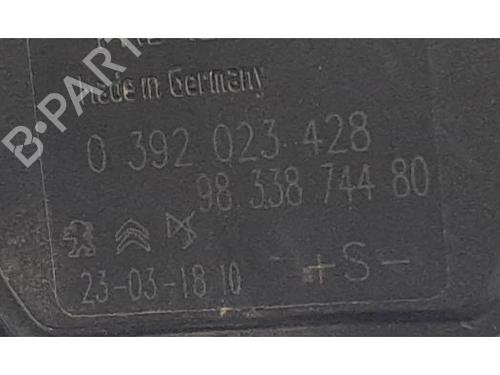 Made in Germany
0 392 023 428
98 338 744 80
23-03-18 10
+S-
B-PARTS